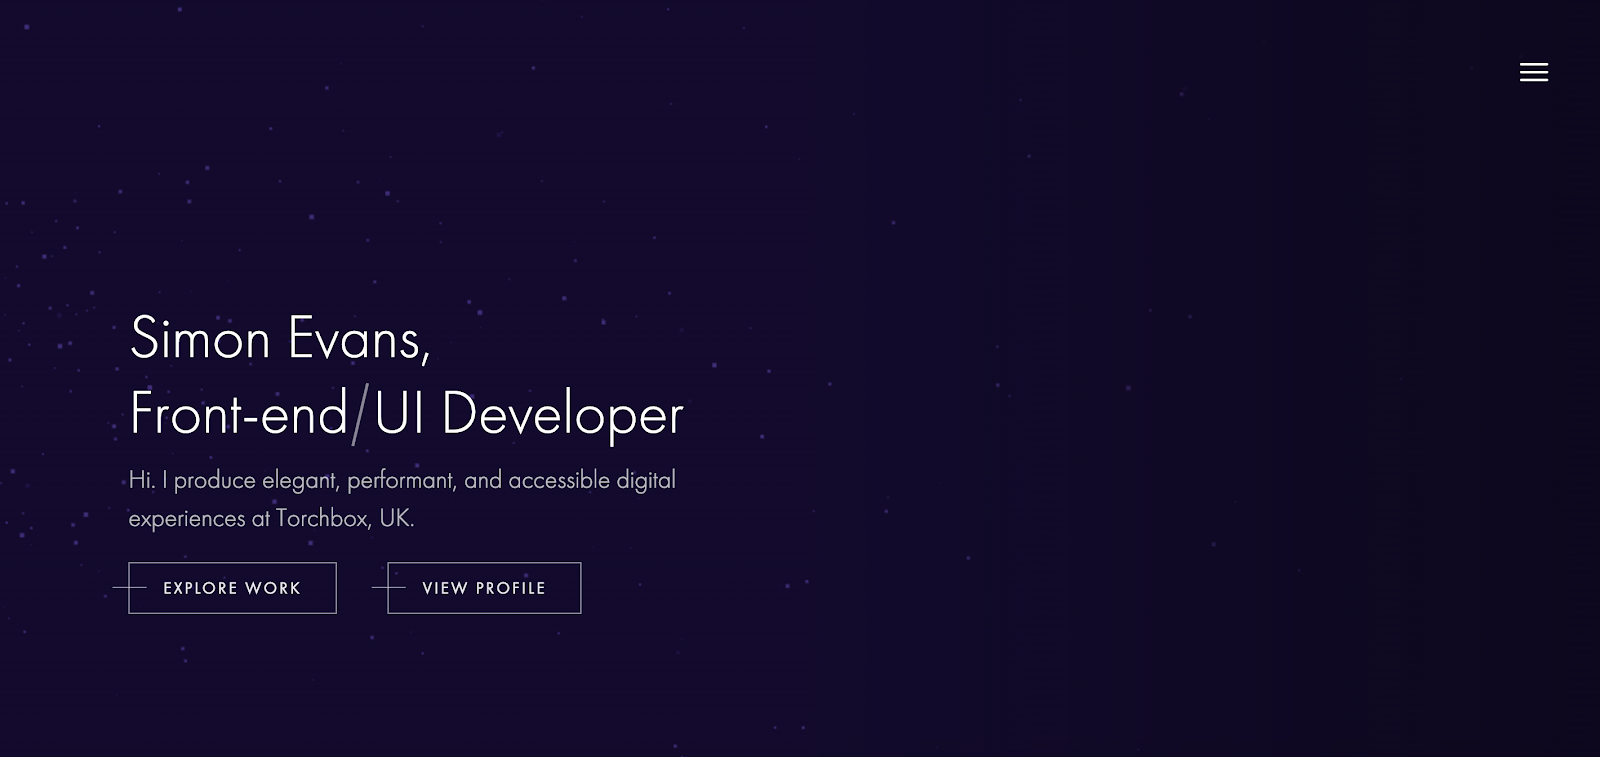 Simon Evans,
Front-end/UI Developer
Hi. I produce elegant, performant, and accessible digital
experiences at Torchbox, UK.
EXPLORE WORK
VIEW PROFILE